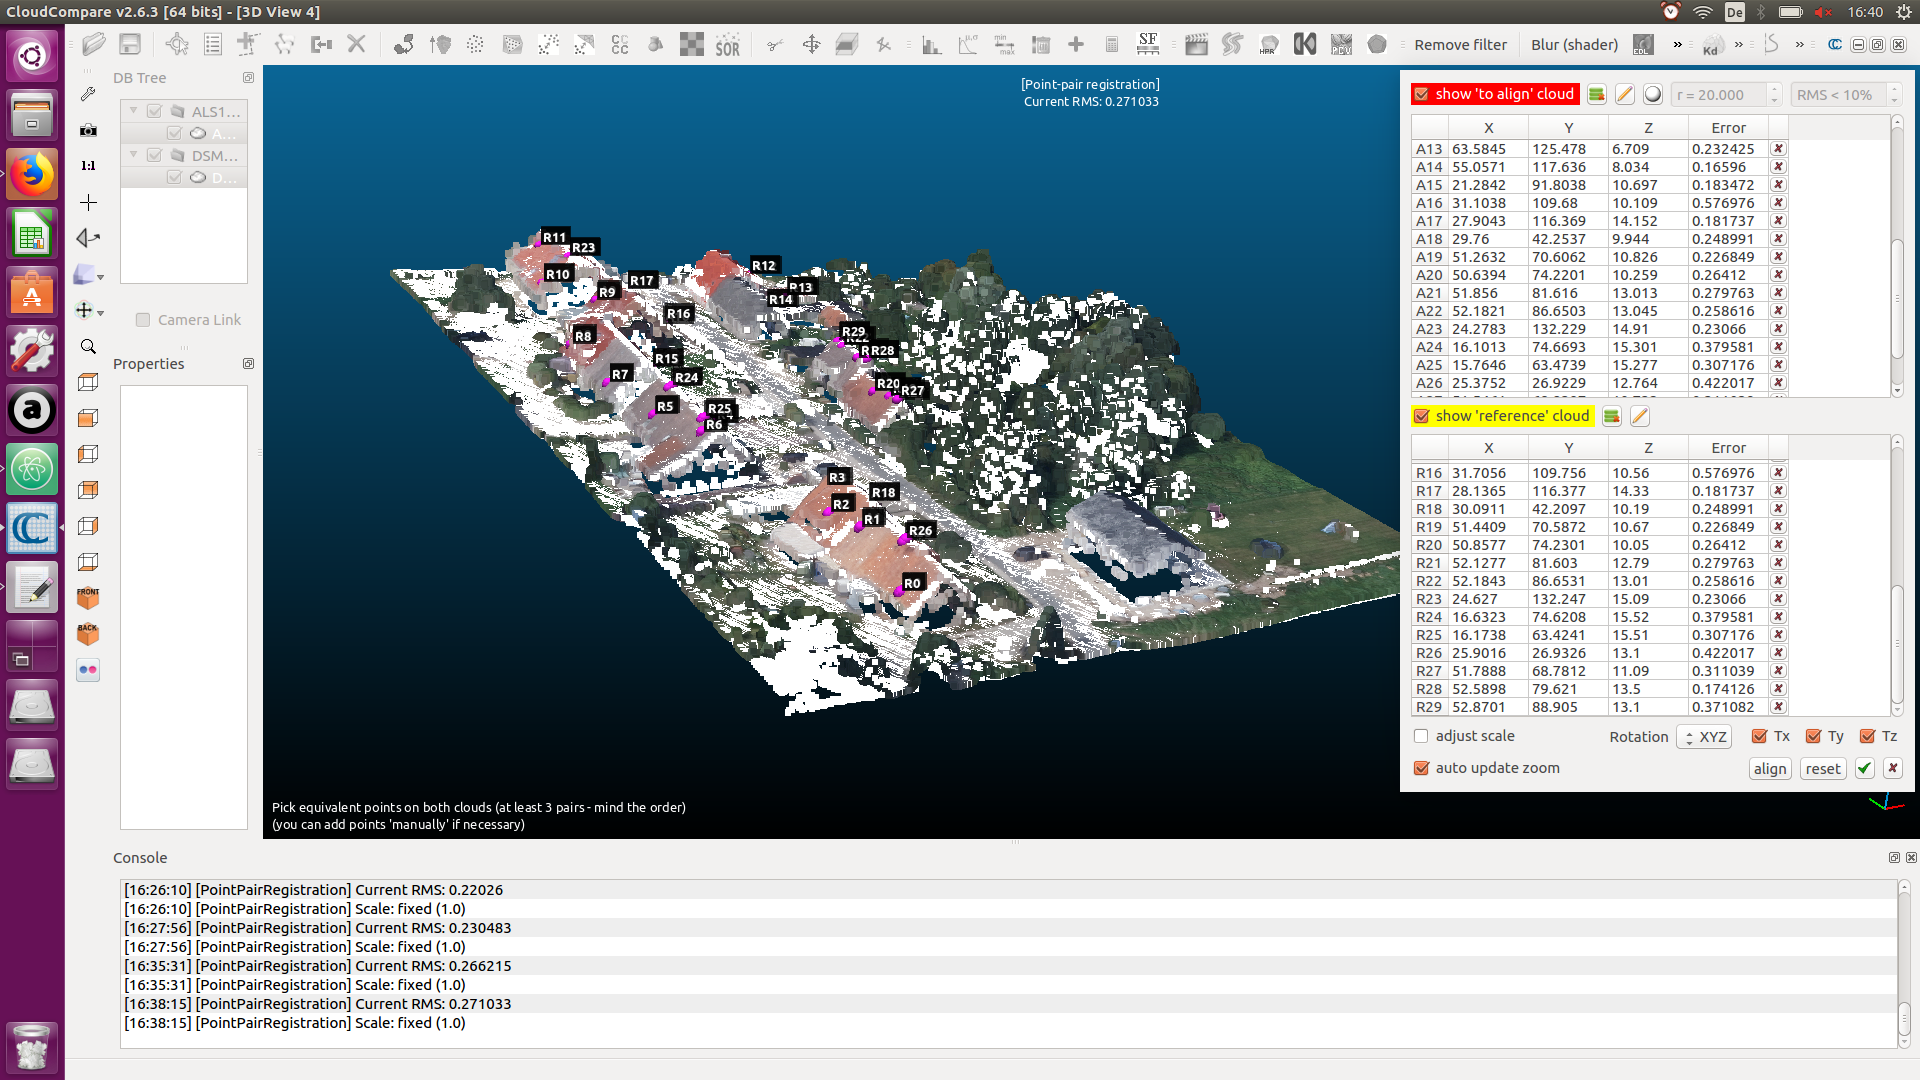 CloudCompare v2.6.3 [64 bits] - [3D View 4]
De
16:40
SOR
SF
Remove filter
Blur (shader)
EDL
»
Kd
»
»
DB Tree
ALS1...
A...
DSM...
D...
Camera Link
Properties
1:1
FRONT
BACK
[Point-pair registration]
Current RMS: 0.271033
R11
R23
R10
R17
R9
R16
R8
R15
R7
R24
R5
R25
R6
R12
R13
R14
R29
R28
R20
R27
R3
R18
R2
R1
R26
R0
Pick equivalent points on both clouds (at least 3 pairs - mind the order)
(you can add points 'manually' if necessary)
show 'to align' cloud
r = 20.000
RMS < 10%
X Y Z Error
A13 63.5845 125.478 6.709 0.232425
A14 55.0571 117.636 8.034 0.16596
A15 21.2842 91.8038 10.697 0.183472
A16 31.1038 109.68 10.109 0.576976
A17 27.9043 116.369 14.152 0.181737
A18 29.76 42.2537 9.944 0.248991
A19 51.2632 70.6062 10.826 0.226849
A20 50.6394 74.2201 10.259 0.26412
A21 51.856 81.616 13.013 0.279763
A22 52.1821 86.6503 13.045 0.258616
A23 24.2783 132.229 14.91 0.23066
A24 16.1013 74.6693 15.301 0.379581
A25 15.7646 63.4739 15.277 0.307176
A26 25.3752 26.9229 12.764 0.422017
show 'reference' cloud
X Y Z Error
R16 31.7056 109.756 10.56 0.576976
R17 28.1365 116.377 14.33 0.181737
R18 30.0911 42.2097 10.19 0.248991
R19 51.4409 70.5872 10.67 0.226849
R20 50.8577 74.2301 10.05 0.26412
R21 52.1277 81.603 12.79 0.279763
R22 52.1843 86.6531 13.01 0.258616
R23 24.627 132.247 15.09 0.23066
R24 16.6323 74.6208 15.52 0.379581
R25 16.1738 63.4241 15.51 0.307176
R26 25.9016 26.9326 13.1 0.422017
R27 51.7888 68.7812 11.09 0.311039
R28 52.5898 79.621 13.5 0.174126
R29 52.8701 88.905 13.1 0.371082
adjust scale
Rotation XYZ Tx Ty Tz
auto update zoom
align reset
Console
[16:26:10] [PointPairRegistration] Current RMS: 0.22026
[16:26:10] [PointPairRegistration] Scale: fixed (1.0)
[16:27:56] [PointPairRegistration] Current RMS: 0.230483
[16:27:56] [PointPairRegistration] Scale: fixed (1.0)
[16:35:31] [PointPairRegistration] Current RMS: 0.266215
[16:35:31] [PointPairRegistration] Scale: fixed (1.0)
[16:38:15] [PointPairRegistration] Current RMS: 0.271033
[16:38:15] [PointPairRegistration] Scale: fixed (1.0)